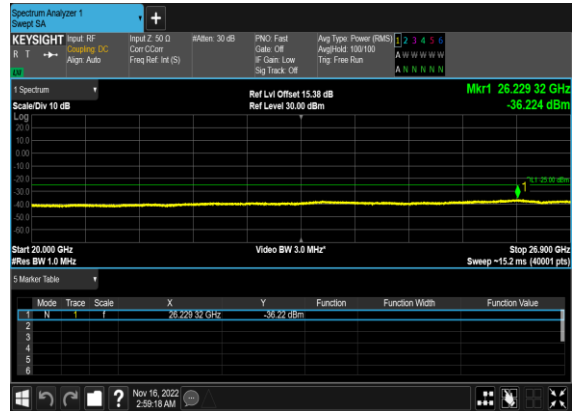 Spectrum Analyzer 1
Swept SA
KEYSIGHT Input: RF Input Z: 50 Ω #Atten: 30 dB PNO: Fast Avg Type: Power (RMS) 1 2 3 4 5 6
R T Coupling: DC Corr CCorr Gate: Off Avg|Hold: 100/100 A W W W W W
Align: Auto Freq Ref: Int (S) IF Gain: Low Trig: Free Run
Sig Track: Off A N N N N N
1 Spectrum Ref Lvl Offset 15.38 dB Mkr1 26.229 32 GHz
Scale/Div 10 dB Ref Level 30.00 dBm -36.224 dBm
Log
20.0
10.0
0.00
-10.0
-20.0 DL1 -25.00 dBm
-30.0 1
-40.0
-50.0
-60.0
Start 20.000 GHz Video BW 3.0 MHz* Stop 26.900 GHz
#Res BW 1.0 MHz Sweep ~15.2 ms (40001 pts)
5 Marker Table
Mode Trace Scale X Y Function Function Width Function Value
1 N 1 f 26.229 32 GHz -36.22 dBm
2
3
4
5
6
? Nov 16, 2022
2:59:18 AM